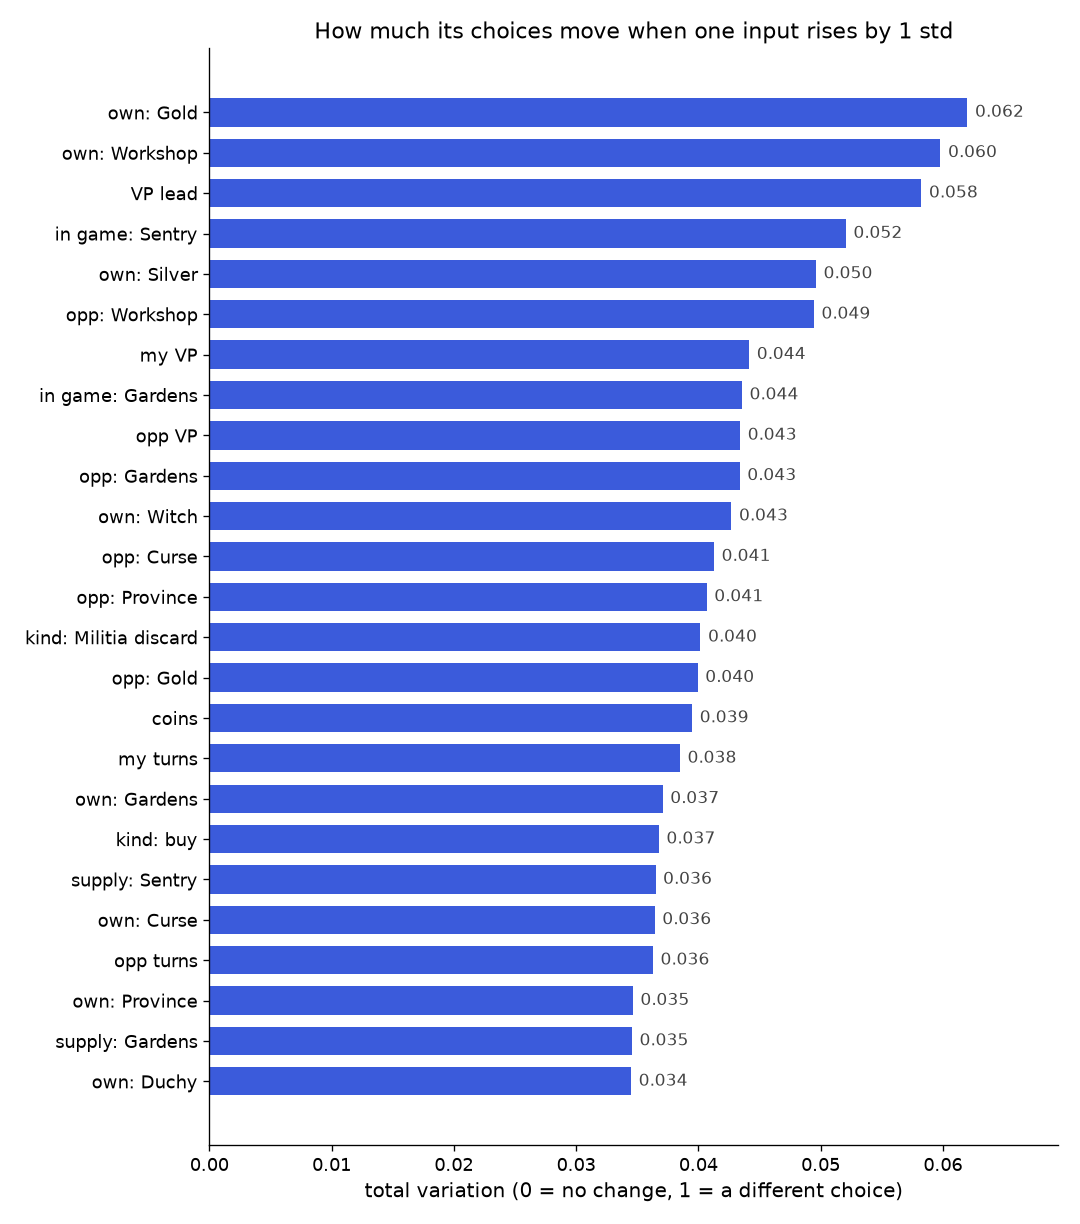 How much its choices move when one input rises by 1 std
own: Gold 0.062
own: Workshop 0.060
VP lead 0.058
in game: Sentry 0.052
own: Silver 0.050
opp: Workshop 0.049
my VP 0.044
in game: Gardens 0.044
opp VP 0.043
opp: Gardens 0.043
own: Witch 0.043
opp: Curse 0.041
opp: Province 0.041
kind: Militia discard 0.040
opp: Gold 0.040
coins 0.039
my turns 0.038
own: Gardens 0.037
kind: buy 0.037
supply: Sentry 0.036
own: Curse 0.036
opp turns 0.036
own: Province 0.035
supply: Gardens 0.035
own: Duchy 0.034
0.00 0.01 0.02 0.03 0.04 0.05 0.06
total variation (0 = no change, 1 = a different choice)